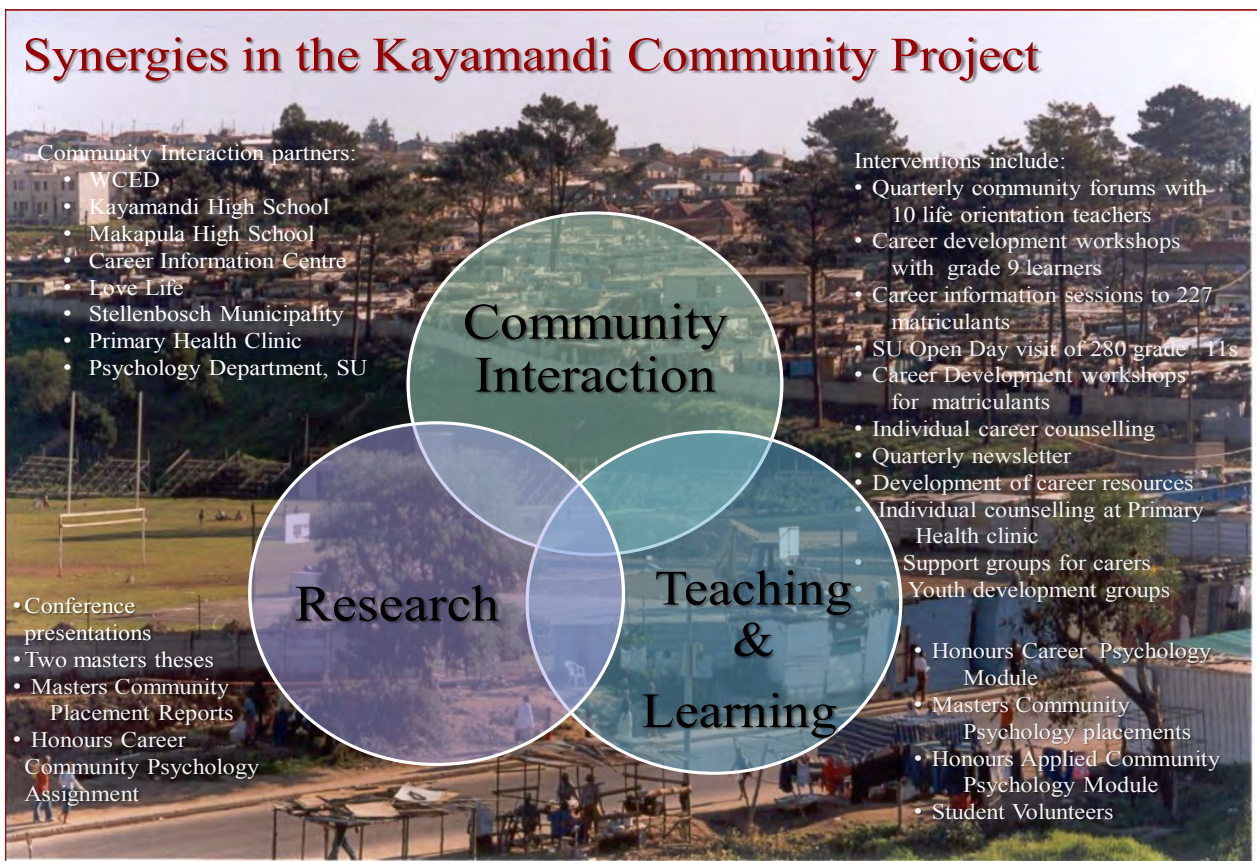 Synergies in the Kayamandi Community Project
Community Interaction partners:
• WCED
• Kayamandi High School
• Makapula High School
• Career Information Centre
• Love Life
• Stellenbosch Municipality
• Primary Health Clinic
• Psychology Department, SU
Interventions include:
• Quarterly community forums with
10 life orientation teachers
• Career development workshops
with grade 9 learners
• Career information sessions to 227
matriculants
• SU Open Day visit of 280 grade 11s
• Career Development workshops
for matriculants
• Individual career counselling
• Quarterly newsletter
• Development of career resources
• Individual counselling at Primary
Health clinic
• Support groups for carers
• Youth development groups
Community
Interaction
Research
Teaching
&
Learning
• Conference
presentations
• Two masters theses
• Masters Community
Placement Reports
• Honours Career
Community Psychology
Assignment
• Honours Career Psychology
Module
• Masters Community
Psychology placements
• Honours Applied Community
Psychology Module
• Student Volunteers